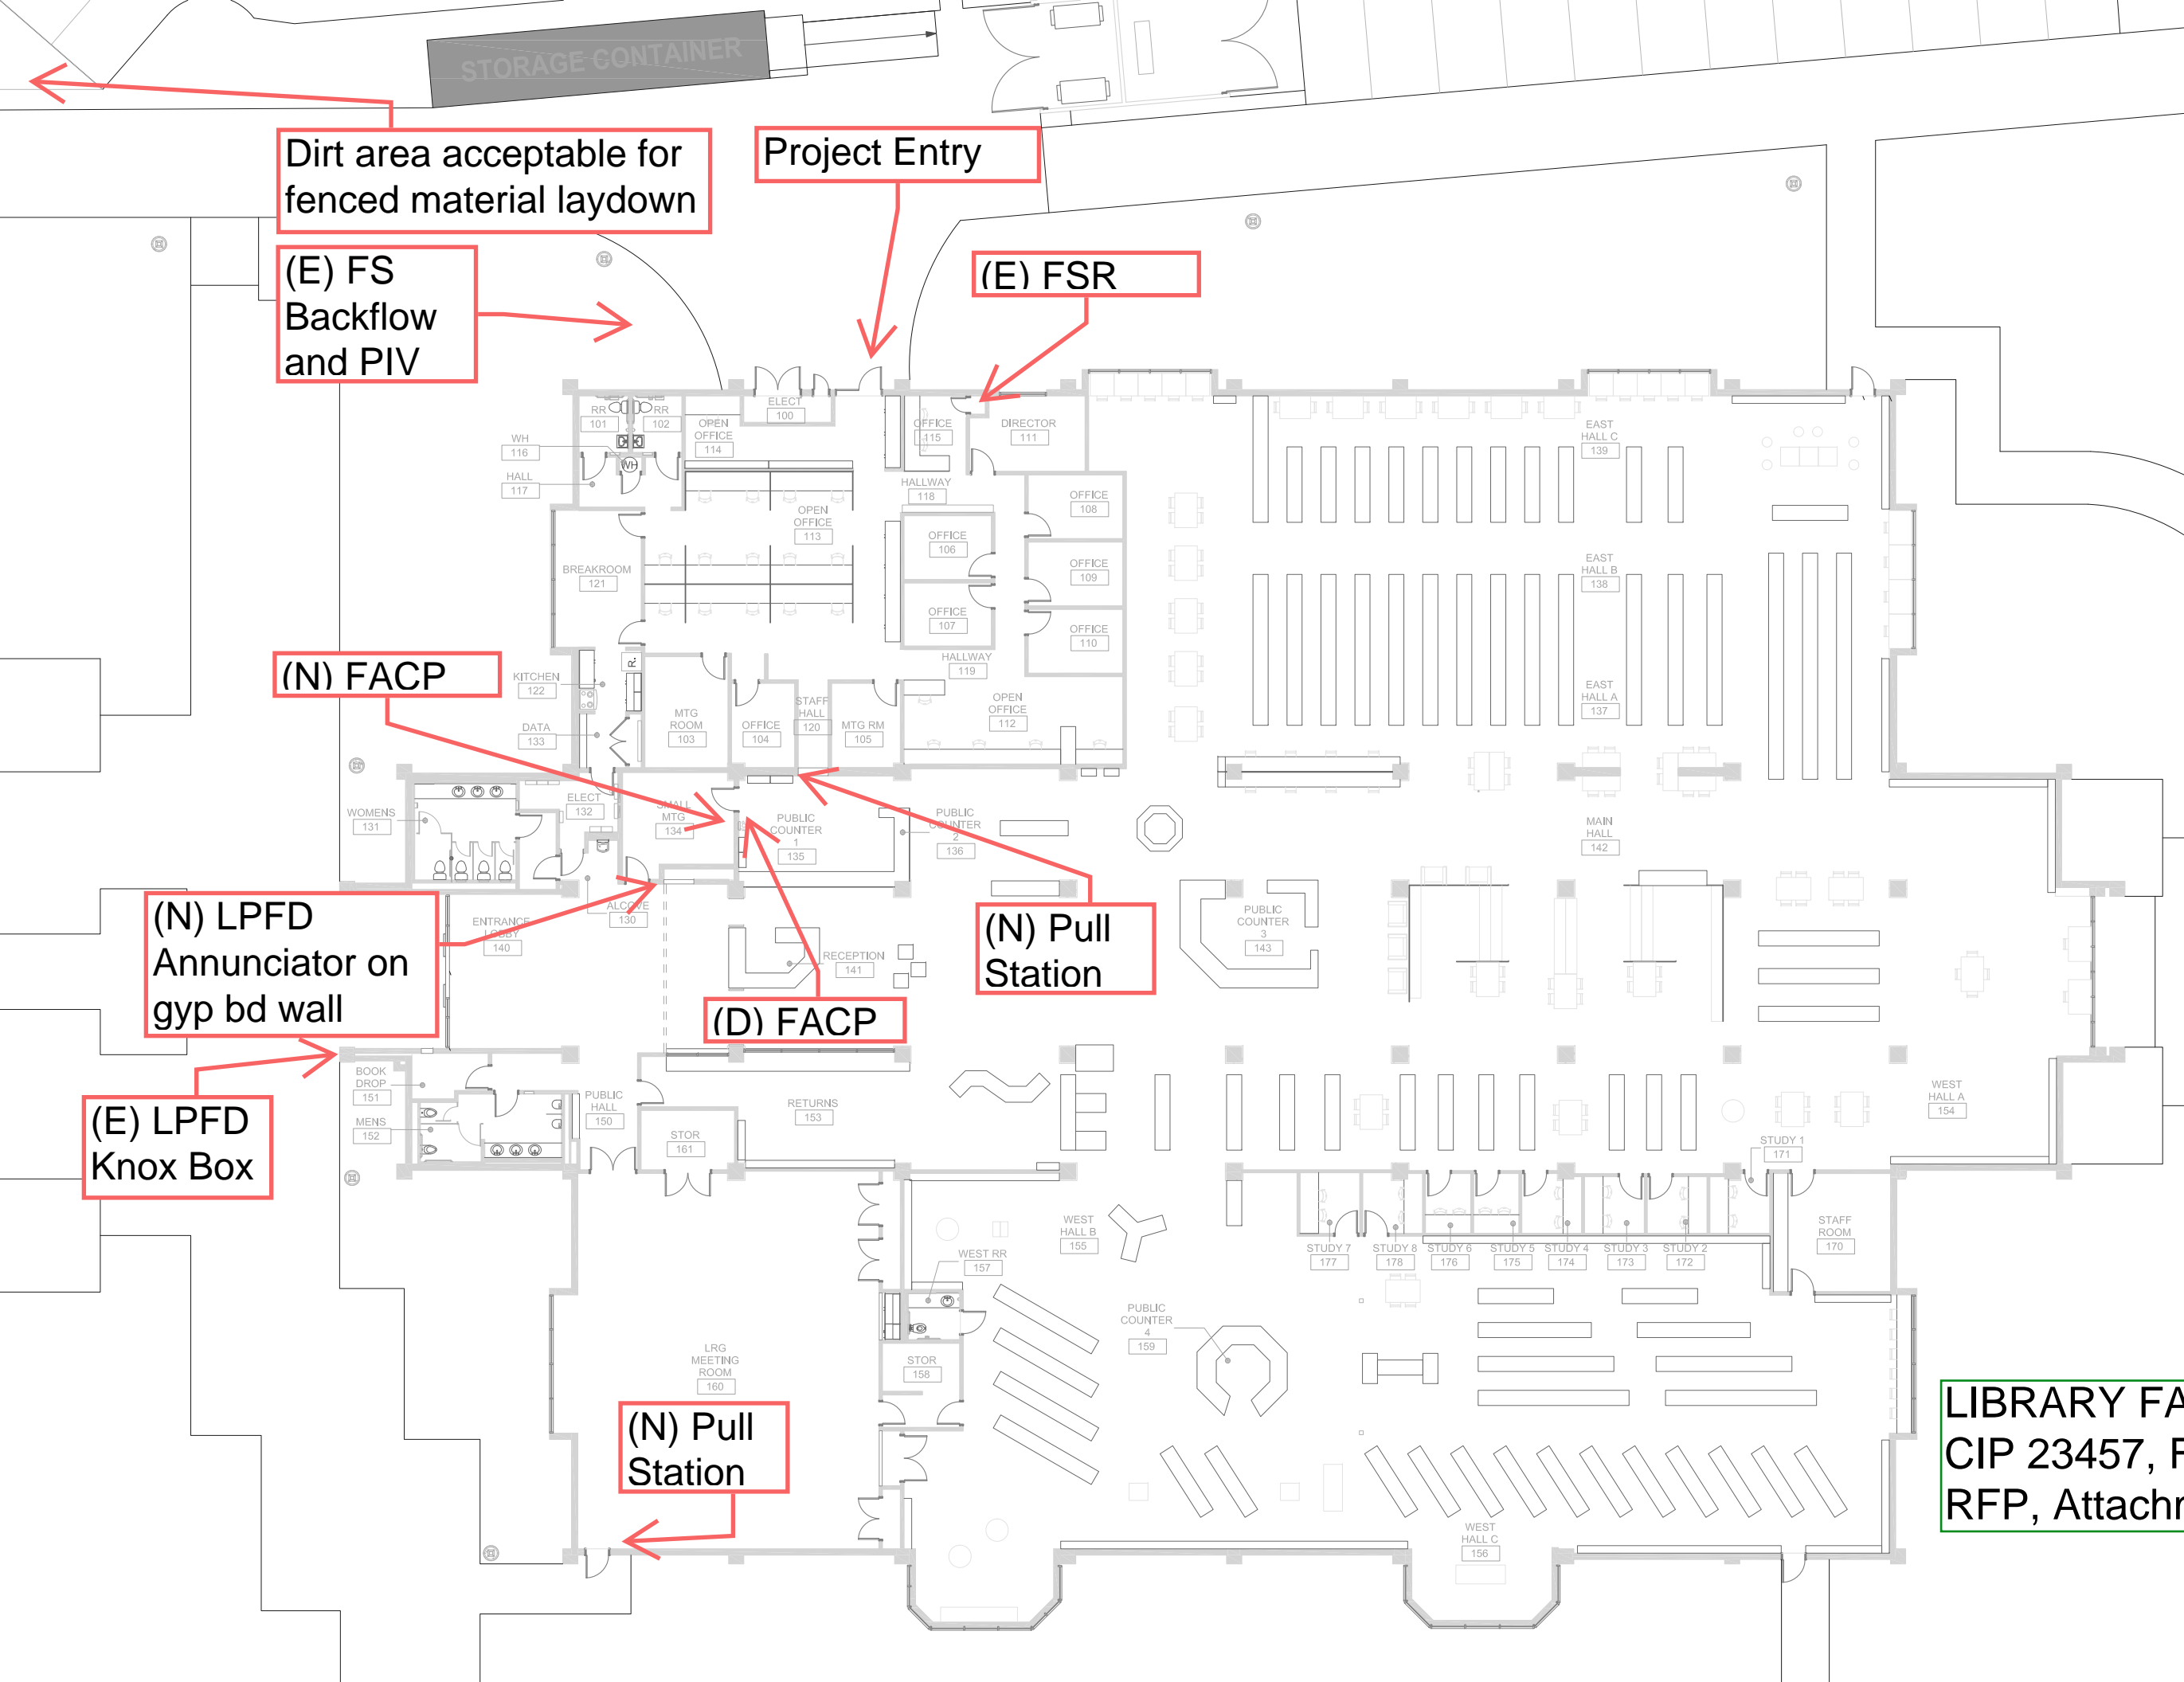 STORAGE CONTAINER
Dirt area acceptable for
fenced material laydown
Project Entry
(E) FS
Backflow
and PIV
(E) FSR
RR
101
RR
102
ELECT
100
OPEN
OFFICE
114
OFFICE
115
DIRECTOR
111
EAST
HALL C
139
WH
116
WH
HALL
117
HALLWAY
118
OFFICE
108
OPEN
OFFICE
113
OFFICE
106
BREAKROOM
121
OFFICE
109
EAST
HALL B
138
OFFICE
107
OFFICE
110
(N) FACP
KITCHEN
122
R.
HALLWAY
119
EAST
HALL A
137
DATA
133
MTG
ROOM
103
OFFICE
104
STAFF
HALL
120
MTG RM
105
OPEN
OFFICE
112
WOMENS
131
ELECT
132
SMALL
MTG
134
PUBLIC
COUNTER
1
135
PUBLIC
COUNTER
2
136
MAIN
HALL
142
(N) LPFD
Annunciator on
gyp bd wall
ENTRANCE
LOBBY
140
ALCOVE
130
RECEPTION
141
(N) Pull
Station
PUBLIC
COUNTER
3
143
(D) FACP
BOOK
DROP
151
(E) LPFD
Knox Box
MENS
152
PUBLIC
HALL
150
STOR
161
RETURNS
153
WEST
HALL A
154
STUDY 1
171
WEST
HALL B
155
STUDY 7
177
STUDY 8
178
STUDY 6
176
STUDY 5
175
STUDY 4
174
STUDY 3
173
STUDY 2
172
STAFF
ROOM
170
WEST RR
157
PUBLIC
COUNTER
4
159
LRG
MEETING
ROOM
160
STOR
158
(N) Pull
Station
WEST
HALL C
156
LIBRARY FA
CIP 23457, F
RFP, Attachr